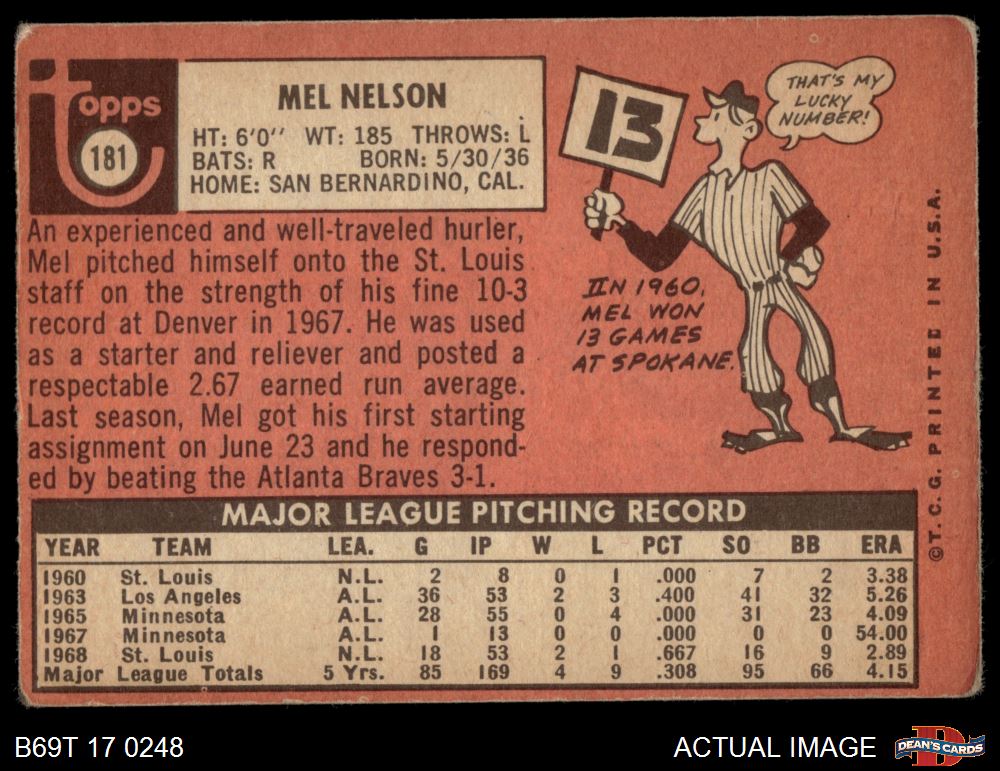 Topps
181
MEL NELSON
HT: 6'0" WT: 185 THROWS: L
BATS: R BORN: 5/30/36
HOME: SAN BERNARDINO, CAL.
An experienced and well-traveled hurler,
Mel pitched himself onto the St. Louis
staff on the strength of his fine 10-3
record at Denver in 1967. He was used
as a starter and reliever and posted a
respectable 2.67 earned run average.
Last season, Mel got his first starting
assignment on June 23 and he respond-
ed by beating the Atlanta Braves 3-1.
13
THAT'S MY
LUCKY
NUMBER!
IN 1960,
MEL WON
13 GAMES
AT SPOKANE.
©T.C.G. PRINTED IN U.S.A.
MAJOR LEAGUE PITCHING RECORD
YEAR TEAM LEA. G IP W L PCT SO BB ERA
1960 St. Louis N.L. 2 8 0 1 .000 7 2 3.38
1963 Los Angeles A.L. 36 53 2 3 .400 41 32 5.26
1965 Minnesota A.L. 28 55 0 4 .000 31 23 4.09
1967 Minnesota A.L. 1 13 0 0 .000 0 0 54.00
1968 St. Louis N.L. 18 53 2 1 .667 16 9 2.89
Major League Totals 5 Yrs. 85 169 4 9 .308 95 66 4.15
B69T 17 0248
ACTUAL IMAGE
DEAN'S CARDS